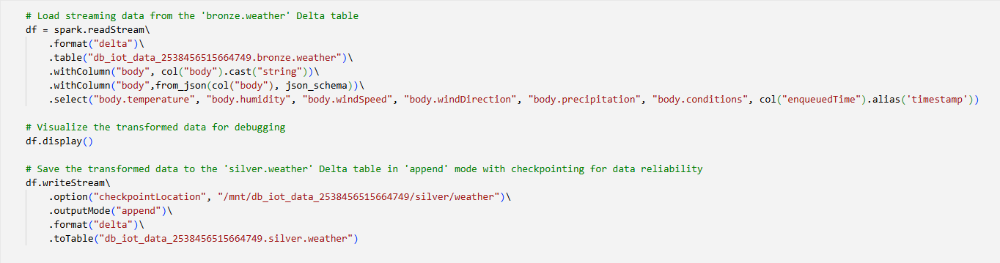 # Load streaming data from the 'bronze.weather' Delta table
df = spark.readStream\
    .format("delta")\
    .table("db_iot_data_2538456515664749.bronze.weather")\
    .withColumn("body", col("body").cast("string"))\
    .withColumn("body",from_json(col("body"), json_schema))\
    .select("body.temperature", "body.humidity", "body.windSpeed", "body.windDirection", "body.precipitation", "body.conditions", col("enqueuedTime").alias('timestamp'))
# Visualize the transformed data for debugging
df.display()
# Save the transformed data to the 'silver.weather' Delta table in 'append' mode with checkpointing for data reliability
df.writeStream\
    .option("checkpointLocation", "/mnt/db_iot_data_2538456515664749/silver/weather")\
    .outputMode("append")\
    .format("delta")\
    .toTable("db_iot_data_2538456515664749.silver.weather")